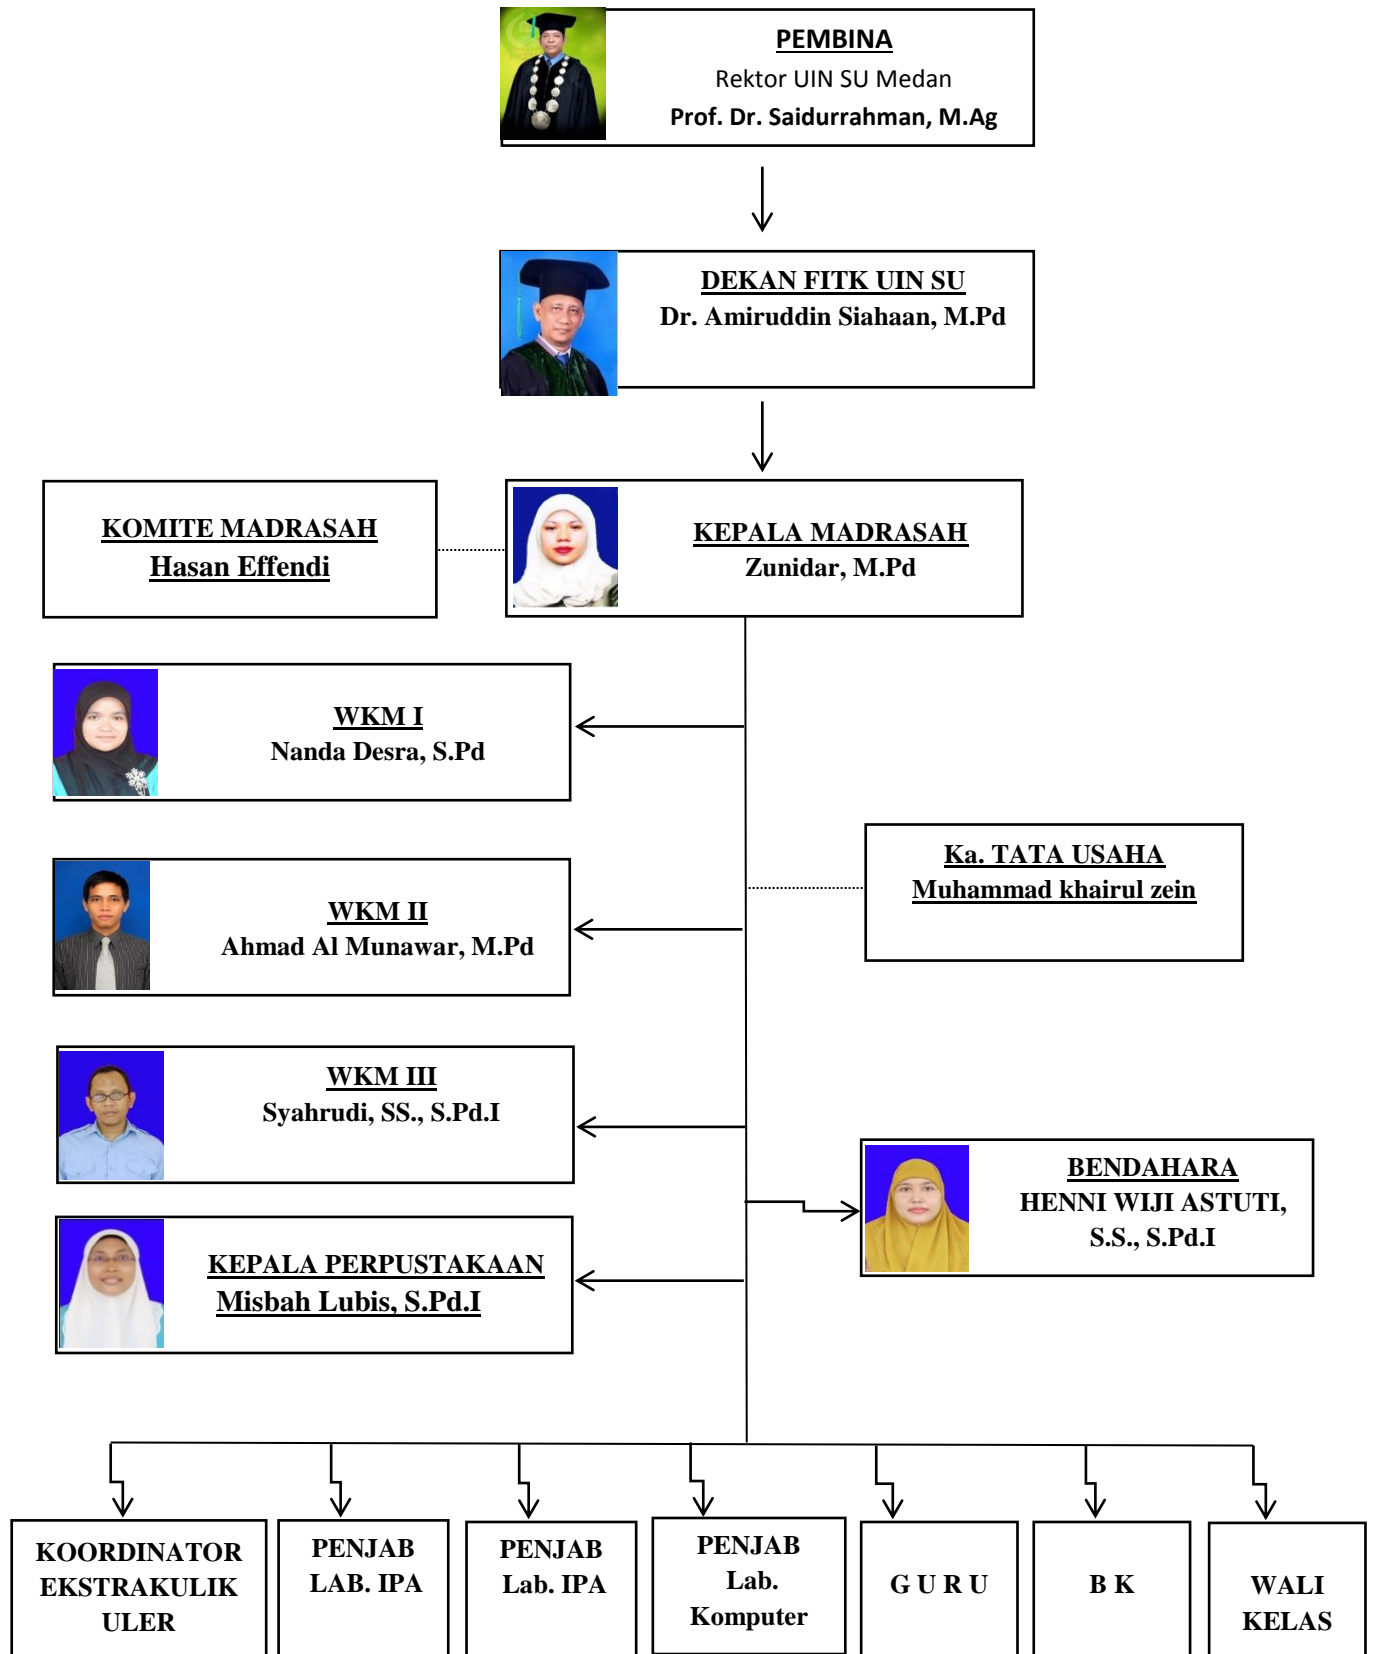 PEMBINA
Rektor UIN SU Medan
Prof. Dr. Saidurrahman, M.Ag
DEKAN FITK UIN SU
Dr. Amiruddin Siahaan, M.Pd
KOMITE MADRASAH
Hasan Effendi
KEPALA MADRASAH
Zunidar, M.Pd
WKM I
Nanda Desra, S.Pd
Ka. TATA USAHA
Muhammad khairul zein
WKM II
Ahmad Al Munawar, M.Pd
WKM III
Syahrudi, SS., S.Pd.I
BENDAHARA
HENNI WIJI ASTUTI,
S.S., S.Pd.I
KEPALA PERPUSTAKAAN
Misbah Lubis, S.Pd.I
KOORDINATOR
EKSTRAKULIK
ULER
PENJAB
LAB. IPA
PENJAB
Lab. IPA
PENJAB
Lab.
Komputer
G U R U
B K
WALI
KELAS